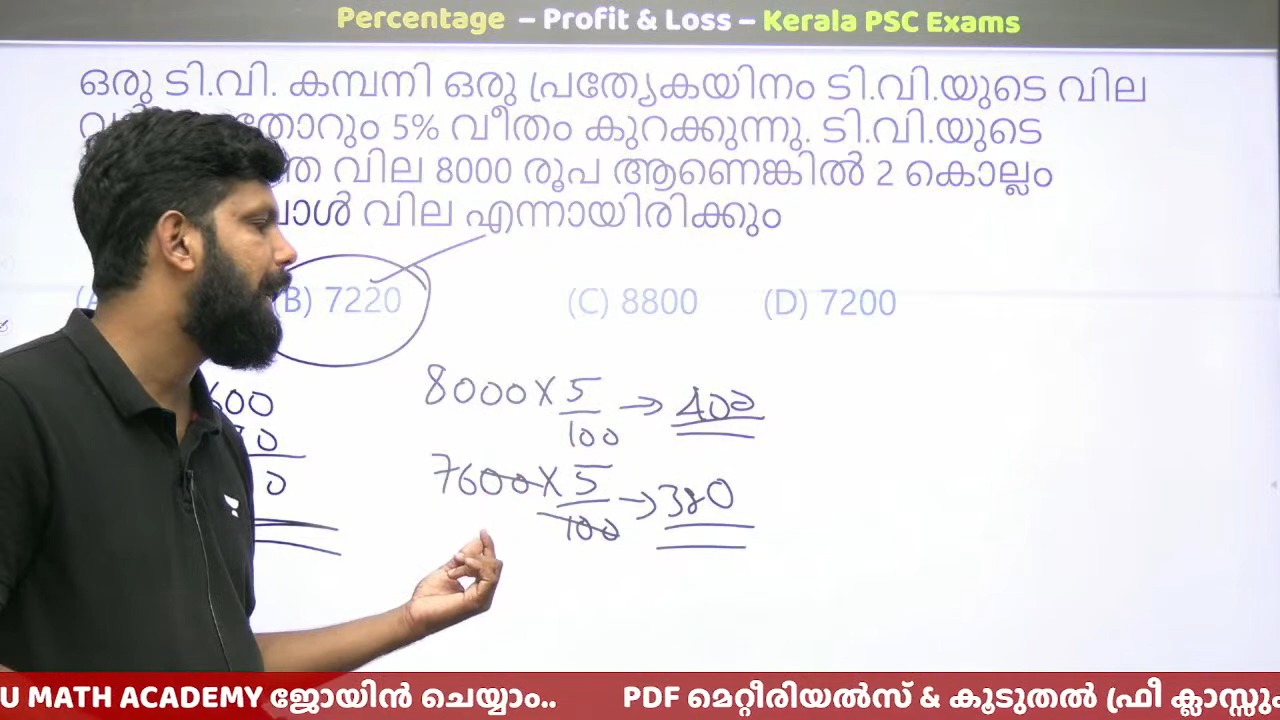 Percentage – Profit & Loss – Kerala PSC Exams
ഒരു ടി.വി. കമ്പനി ഒരു പ്രത്യേകയിനം ടി.വി.യുടെ വില
തോറും 5% വീതം കുറക്കുന്നു. ടി.വി.യുടെ
വില 8000 രൂപ ആണെങ്കിൽ 2 കൊല്ലം
വില എന്നായിരിക്കും
(B) 7220 (C) 8800 (D) 7200
8000 X 5/100 → 400
7600 X 5/100 → 380
U MATH ACADEMY ജോയിൻ ചെയ്യാം.. PDF മെറ്റീരിയൽസ് & കൂടുതൽ ഫ്രീ ക്ലാസ്സും